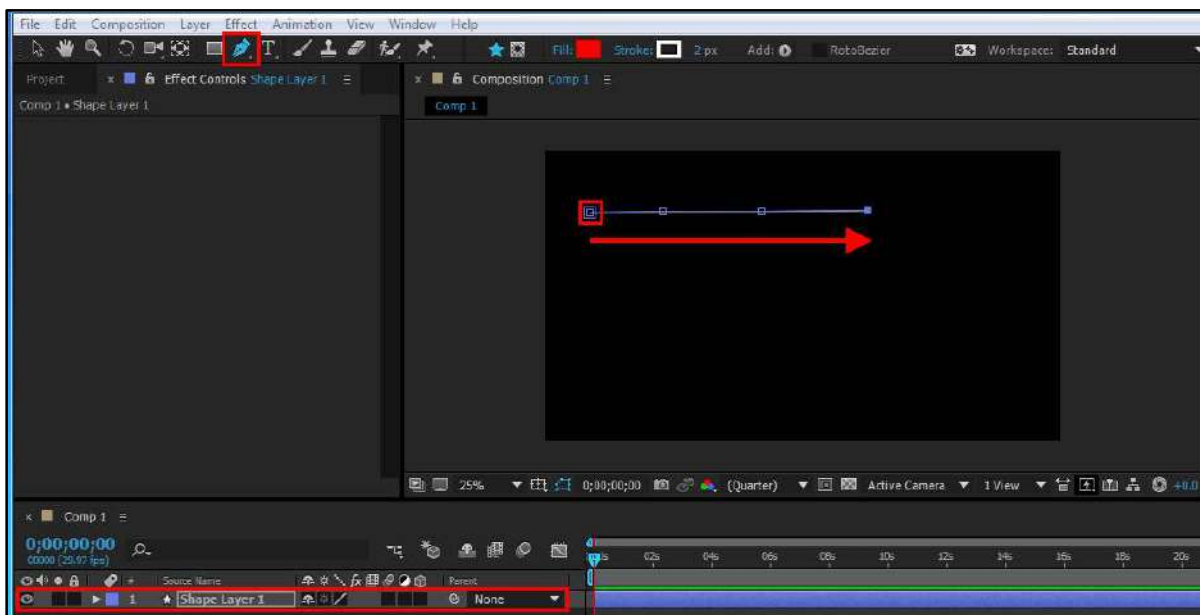 File Edit Composition Layer Effect Animation View Window Help
Fill: Stroke: 2 px Add: RotoBezier Workspace: Standard
Project Effect Controls Shape Layer 1 Composition Comp 1
Comp 1 • Shape Layer 1 Comp 1
25% 0;00;00;00 (Quarter) Active Camera 1 View +0.0
Comp 1
0;00;00;00
00000 (29.97 fps) 02s 04s 06s 08s 10s 12s 14s 16s 18s 20s
# Source Name Parent
1 Shape Layer 1 None